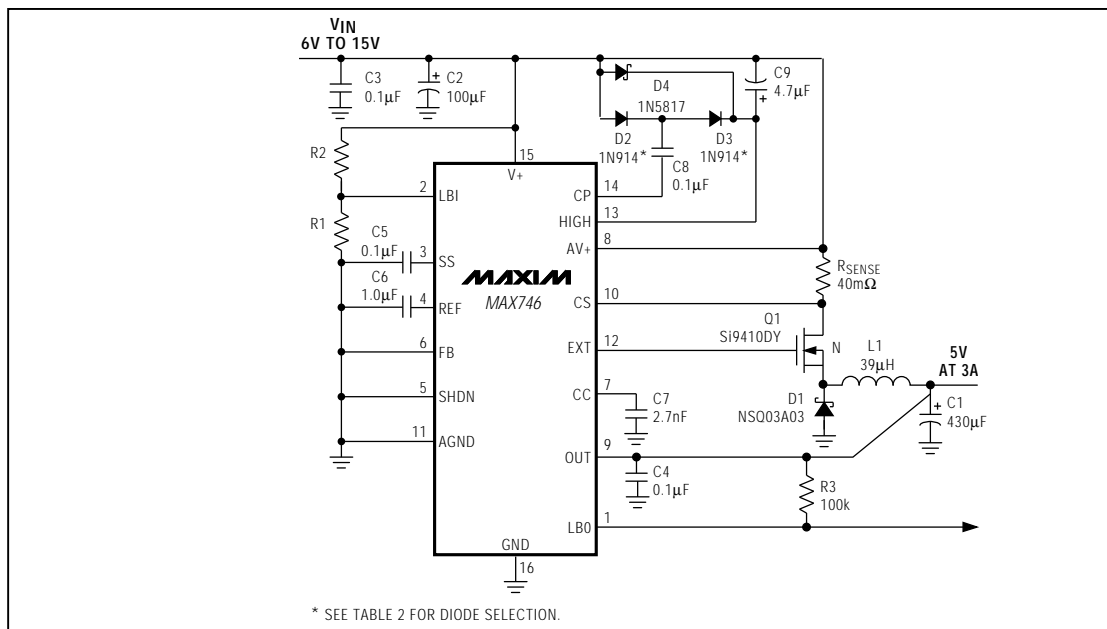 VIN
6V TO 15V
C3
0.1µF
C2
100µF
D4
1N5817
C9
4.7µF
D2
1N914*
D3
1N914*
C8
0.1µF
R2
R1
15
V+
2
LBI
C5
0.1µF
3
SS
C6
1.0µF
4
REF
6
FB
5
SHDN
11
AGND
MAXIM
MAX746
GND
16
14
CP
13
HIGH
8
AV+
10
CS
12
EXT
7
CC
9
OUT
1
LB0
RSENSE
40mΩ
Q1
Si9410DY
N
L1
39µH
5V
AT 3A
D1
NSQ03A03
C1
430µF
C7
2.7nF
C4
0.1µF
R3
100k
* SEE TABLE 2 FOR DIODE SELECTION.